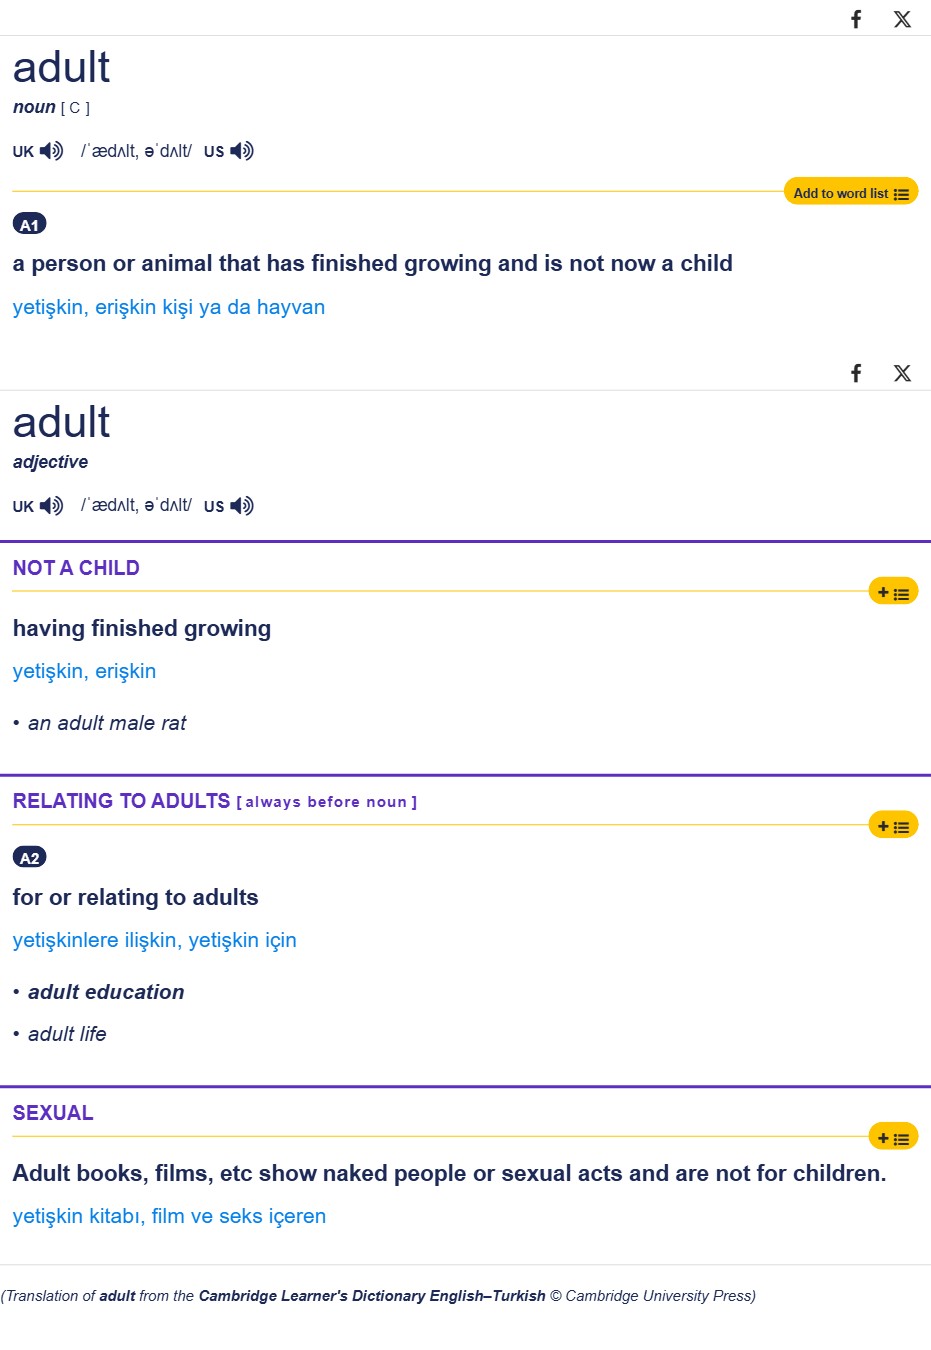 adult
noun [ C ]
UK /ˈædʌlt, əˈdʌlt/ US
Add to word list
A1
a person or animal that has finished growing and is not now a child
yetişkin, erişkin kişi ya da hayvan
adult
adjective
UK /ˈædʌlt, əˈdʌlt/ US
NOT A CHILD
+
having finished growing
yetişkin, erişkin
• an adult male rat
RELATING TO ADULTS [ always before noun ]
+
A2
for or relating to adults
yetişkinlere ilişkin, yetişkin için
• adult education
• adult life
SEXUAL
+
Adult books, films, etc show naked people or sexual acts and are not for children.
yetişkin kitabı, film ve seks içeren
(Translation of adult from the Cambridge Learner's Dictionary English–Turkish © Cambridge University Press)